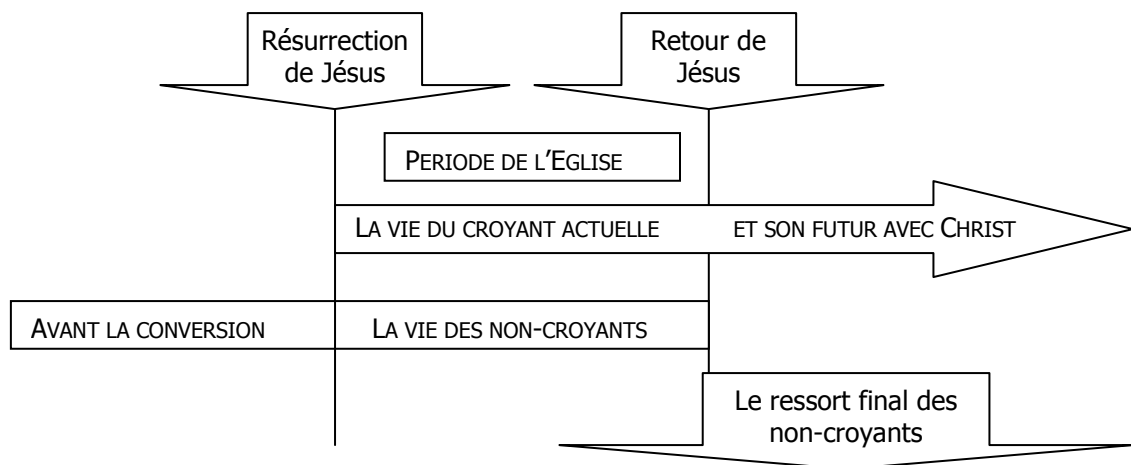 Résurrection
de Jésus
Retour de
Jésus
PERIODE DE L'EGLISE
LA VIE DU CROYANT ACTUELLE
ET SON FUTUR AVEC CHRIST
AVANT LA CONVERSION
LA VIE DES NON-CROYANTS
Le ressort final des
non-croyants